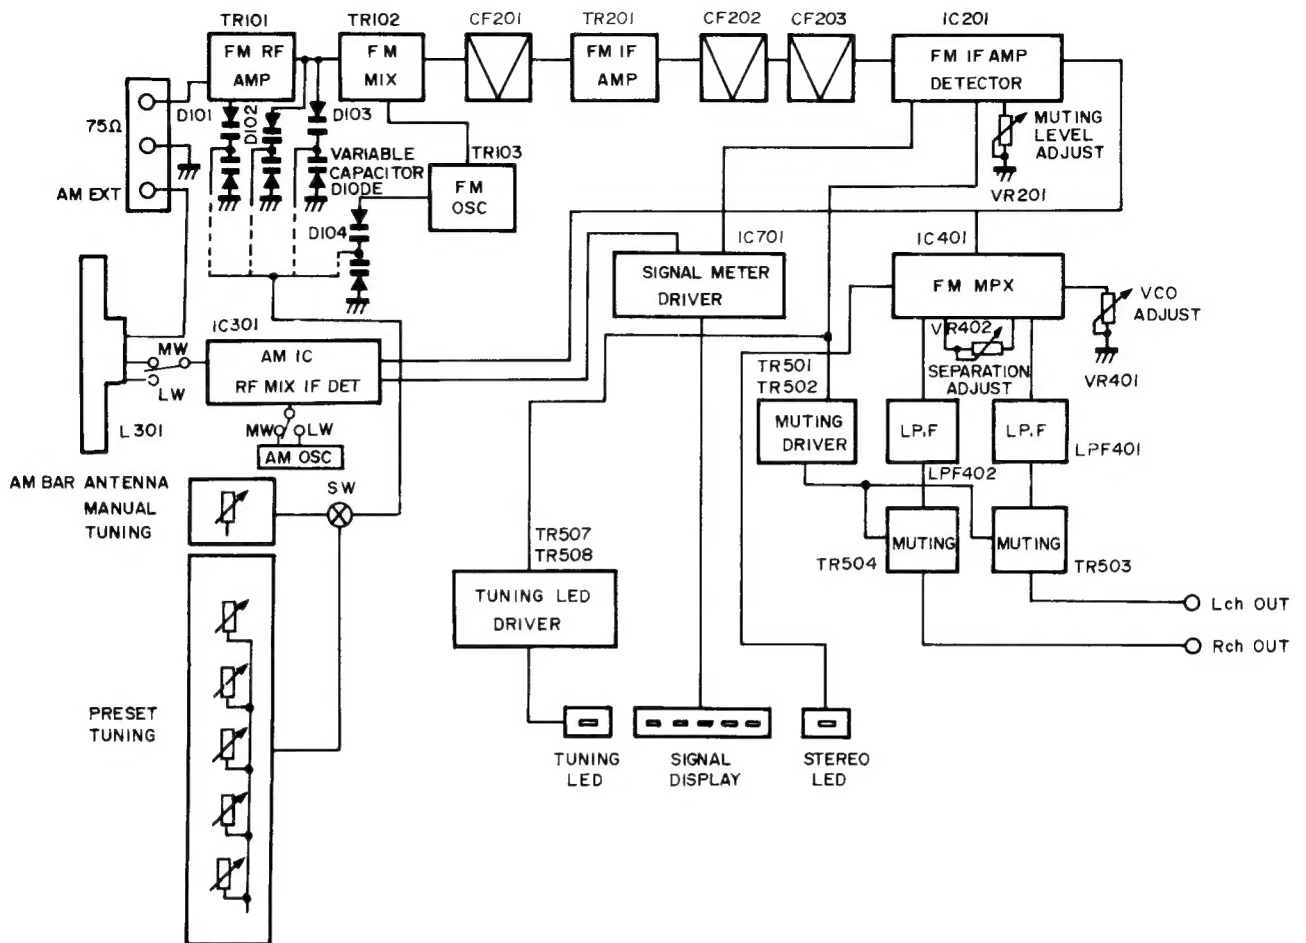 TR101
TR102
CF201
TR201
CF202
CF203
IC201
FM RF
AMP
FM
MIX
FM IF
AMP
FM IF AMP
DETECTOR
75Ω
AM EXT
D101
D102
D103
VARIABLE
CAPACITOR
DIODE
D104
TR103
FM
OSC
MUTING
LEVEL
ADJUST
VR201
IC701
SIGNAL METER
DRIVER
IC401
FM MPX
VCO
ADJUST
VR401
VR402
SEPARATION
ADJUST
IC301
AM IC
RF MIX IF DET
MW
LW
L301
MW
LW
AM OSC
AM BAR ANTENNA
MANUAL
TUNING
SW
TR501
TR502
MUTING
DRIVER
L.P.F
L.P.F
LPF401
LPF402
MUTING
MUTING
TR504
TR503
TR507
TR508
TUNING LED
DRIVER
Lch OUT
Rch OUT
PRESET
TUNING
TUNING
LED
SIGNAL
DISPLAY
STEREO
LED